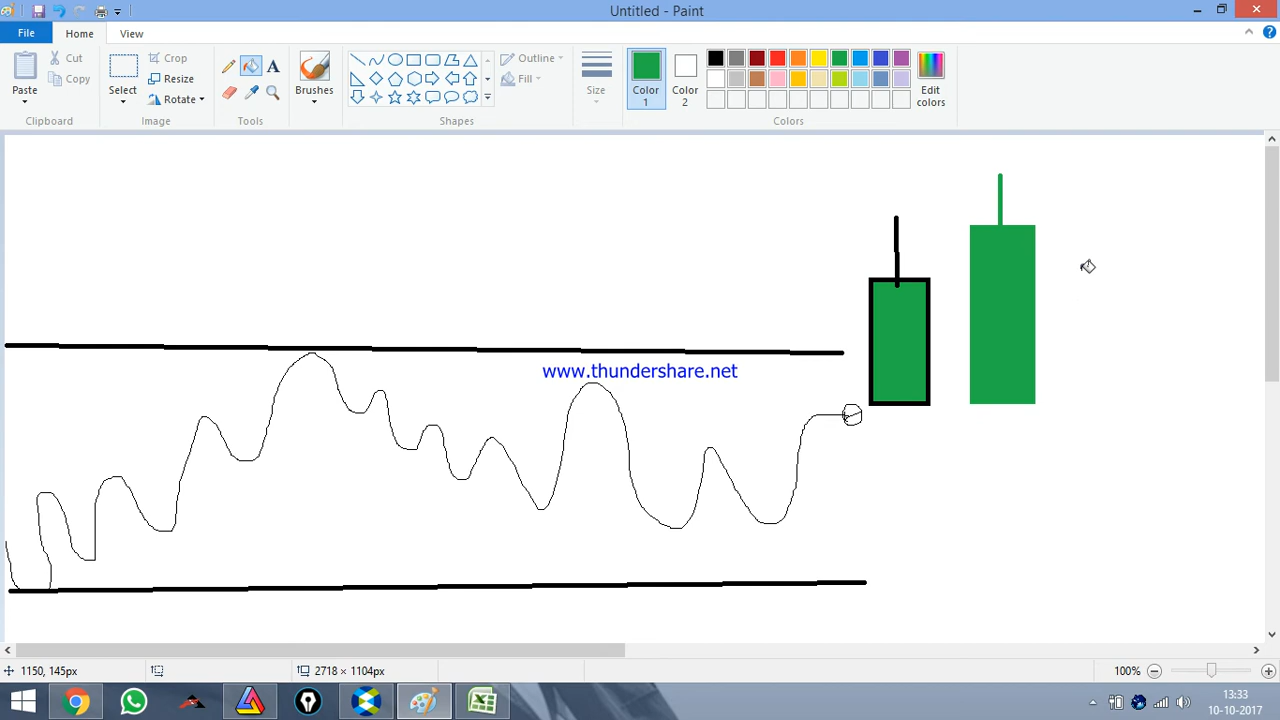 Untitled - Paint
File
Home
View
Paste
Cut
Copy
Clipboard
Select
Crop
Resize
Rotate
Image
Tools
Brushes
Shapes
Outline
Fill
Size
Color 1
Color 2
Edit colors
Colors
www.thundershare.net
1150, 145px
2718 × 1104px
100%
13:33
10-10-2017